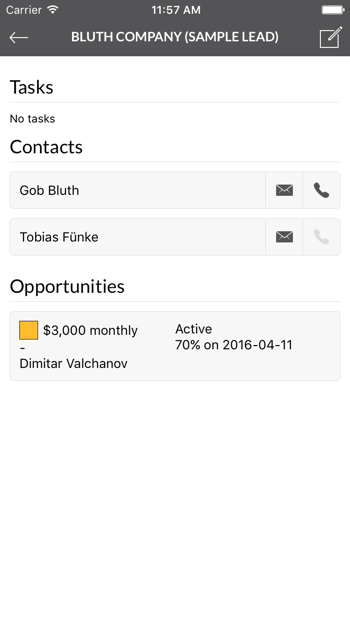 Carrier 11:57 AM
BLUTH COMPANY (SAMPLE LEAD)
Tasks
No tasks
Contacts
Gob Bluth
Tobias Fünke
Opportunities
$3,000 monthly Active
- 70% on 2016-04-11
Dimitar Valchanov